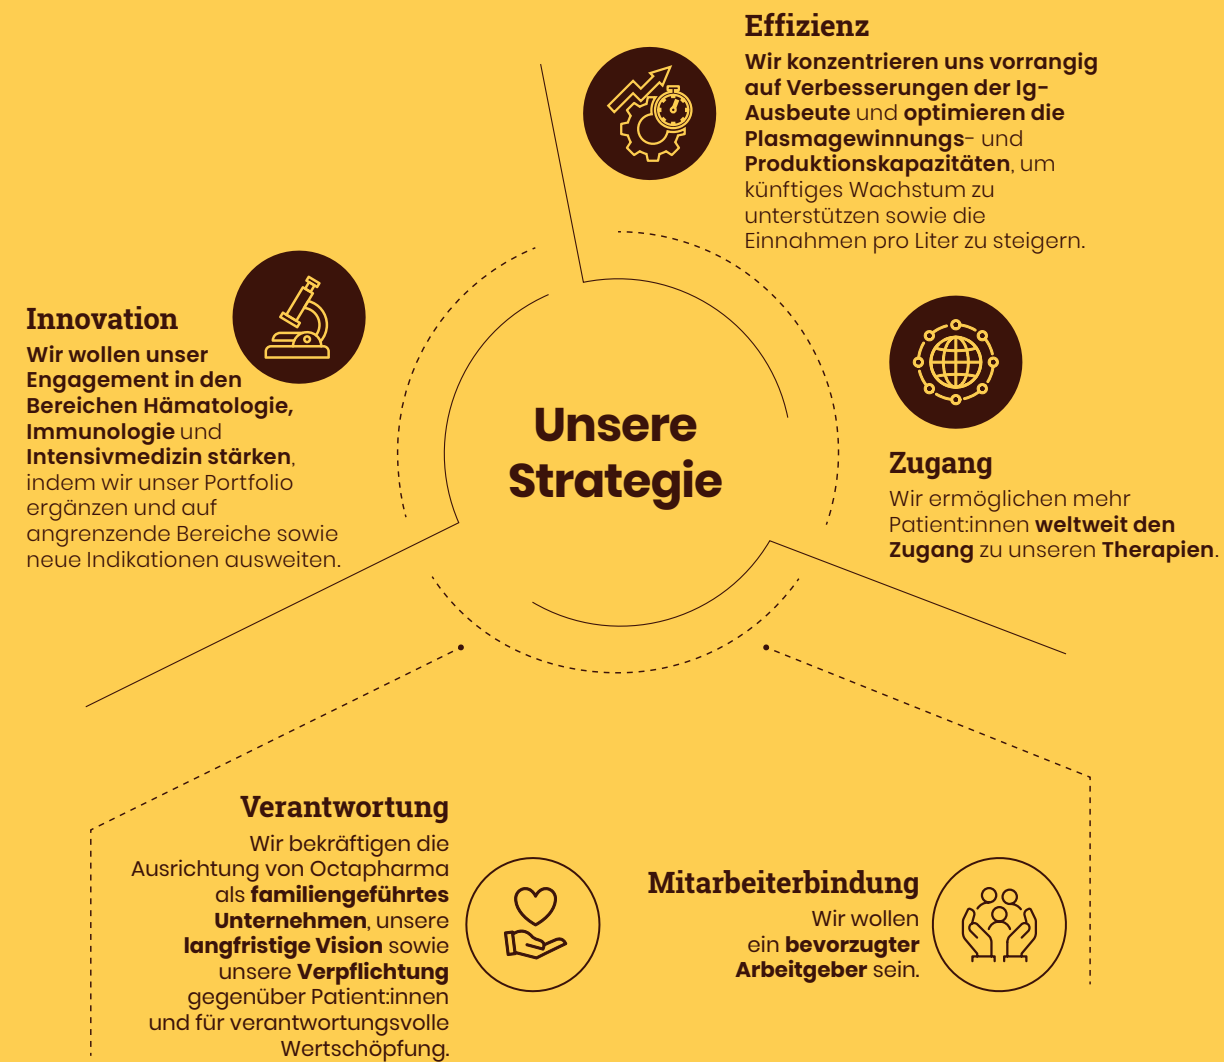 Effizienz
Wir konzentrieren uns vorrangig
auf Verbesserungen der Ig-
Ausbeute und optimieren die
Plasmagewinnungs- und
Produktionskapazitäten, um
künftiges Wachstum zu
unterstützen sowie die
Einnahmen pro Liter zu steigern.
Innovation
Wir wollen unser
Engagement in den
Bereichen Hämatologie,
Immunologie und
Intensivmedizin stärken,
indem wir unser Portfolio
ergänzen und auf
angrenzende Bereiche sowie
neue Indikationen ausweiten.
Unsere
Strategie
Zugang
Wir ermöglichen mehr
Patient:innen weltweit den
Zugang zu unseren Therapien.
Verantwortung
Wir bekräftigen die
Ausrichtung von Octapharma
als familiengeführtes
Unternehmen, unsere
langfristige Vision sowie
unsere Verpflichtung
gegenüber Patient:innen
und für verantwortungsvolle
Wertschöpfung.
Mitarbeiterbindung
Wir wollen
ein bevorzugter
Arbeitgeber sein.